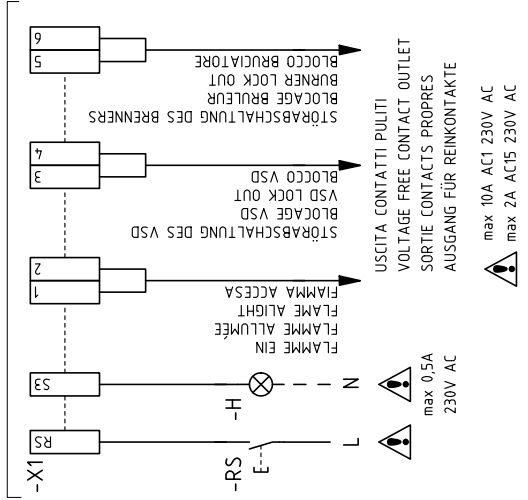 6
5
BLOCCO BRUCIATORE
BURNER LOCK OUT
BLOCAGE BRULEUR
STÖRABSCHALTUNG DES BRENNERS
4
3
BLOCCO VSD
VSD LOCK OUT
BLOCAGE VSD
STÖRABSCHALTUNG DES VSD
2
1
FIAMMA ACCESA
FLAME ALIGHT
FLAMME ALLUMÉE
FLAMME EIN
USCITA CONTATTI PULITI
VOLTAGE FREE CONTACT OUTLET
SORTIE CONTACTS PROPRES
AUSGANG FÜR REINKONTAKTE
max 10A AC1 230V AC
max 2A AC15 230V AC
S3
-H
N
max 0,5A
230V AC
RS
-X1
-RS
L